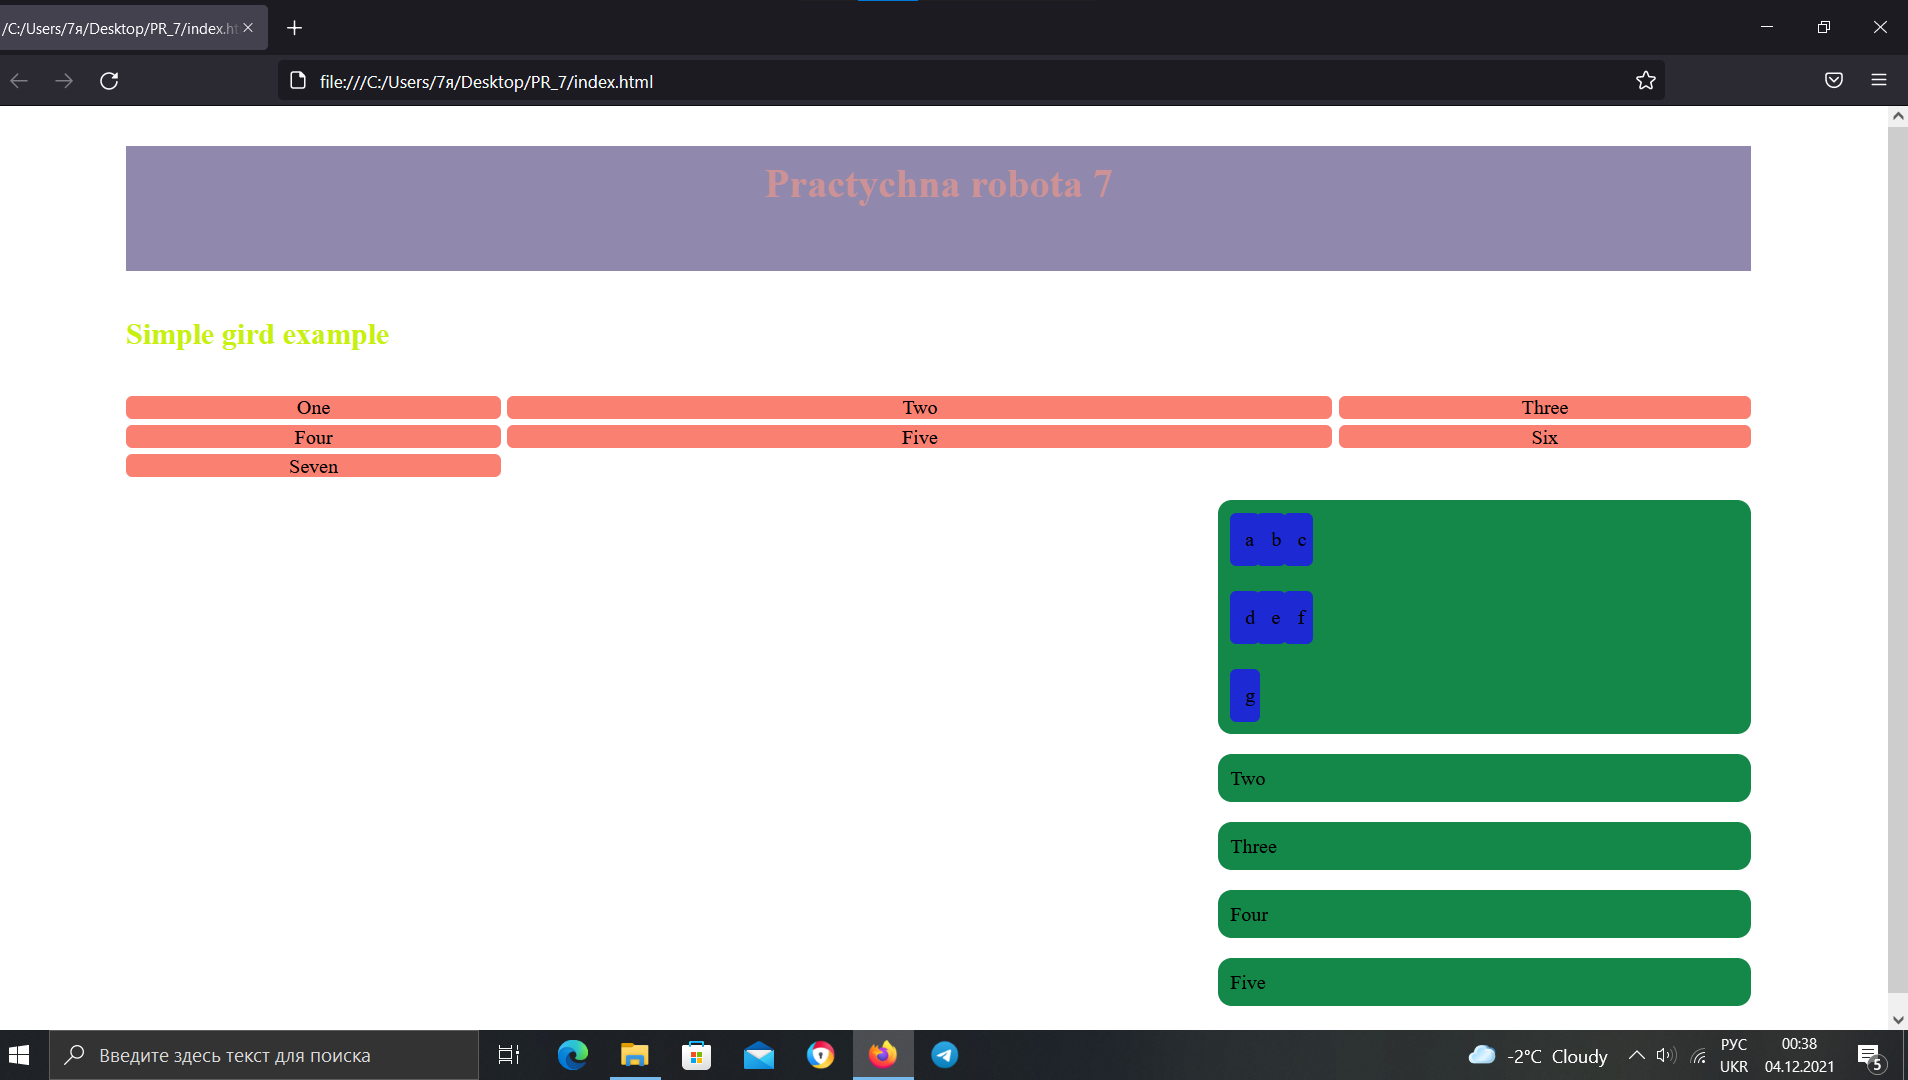 /C:/Users/7я/Desktop/PR_7/index.ht
file:///C:/Users/7я/Desktop/PR_7/index.html
Practychna robota 7
Simple gird example
One Two Three
Four Five Six
Seven
a b c
d e f
g
Two
Three
Four
Five
Введите здесь текст для поиска
-2°C Cloudy
РУС
UKR
00:38
04.12.2021
5